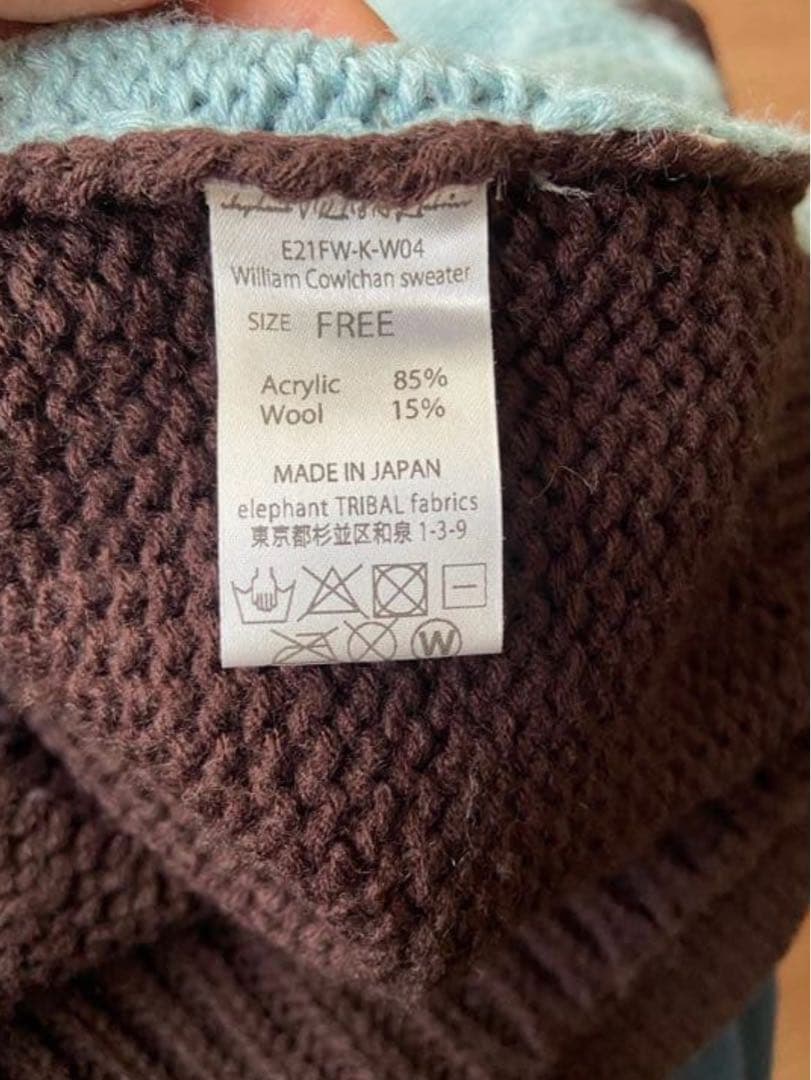 E21FW-K-W04
William Cowichan sweater
SIZE FREE
Acrylic 85%
Wool 15%
MADE IN JAPAN
elephant TRIBAL fabrics
東京都杉並区和泉 1-3-9
W